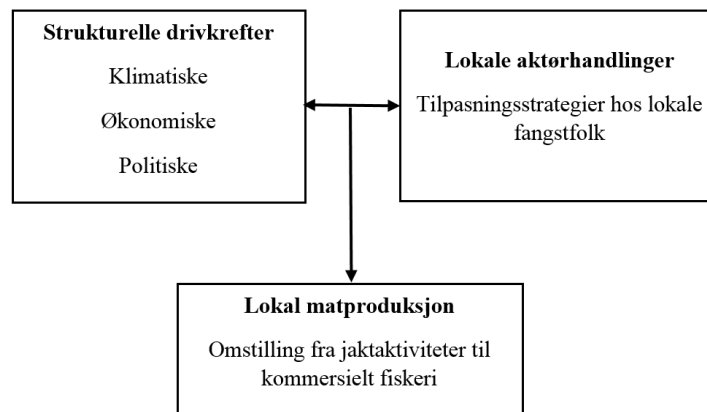 Strukturelle drivkrefter
Klimatiske
Økonomiske
Politiske
Lokale aktørhandlinger
Tilpasningsstrategier hos lokale
fangstfolk
Lokal matproduksjon
Omstilling fra jaktaktiviteter til
kommersielt fiskeri